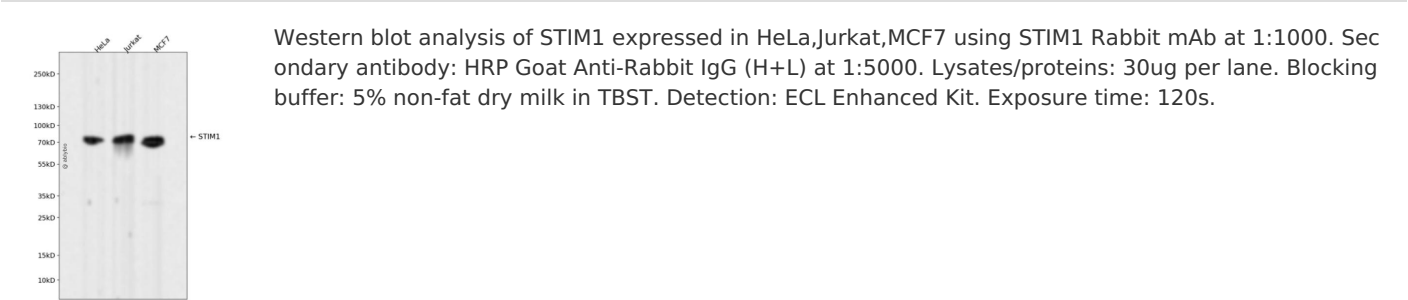 HeLa Jurkat MCF7
250kD
130kD
100kD
70kD
55kD
35kD
25kD
15kD
10kD
← STIM1
Western blot analysis of STIM1 expressed in HeLa,Jurkat,MCF7 using STIM1 Rabbit mAb at 1:1000. Sec
ondary antibody: HRP Goat Anti-Rabbit IgG (H+L) at 1:5000. Lysates/proteins: 30ug per lane. Blocking
buffer: 5% non-fat dry milk in TBST. Detection: ECL Enhanced Kit. Exposure time: 120s.